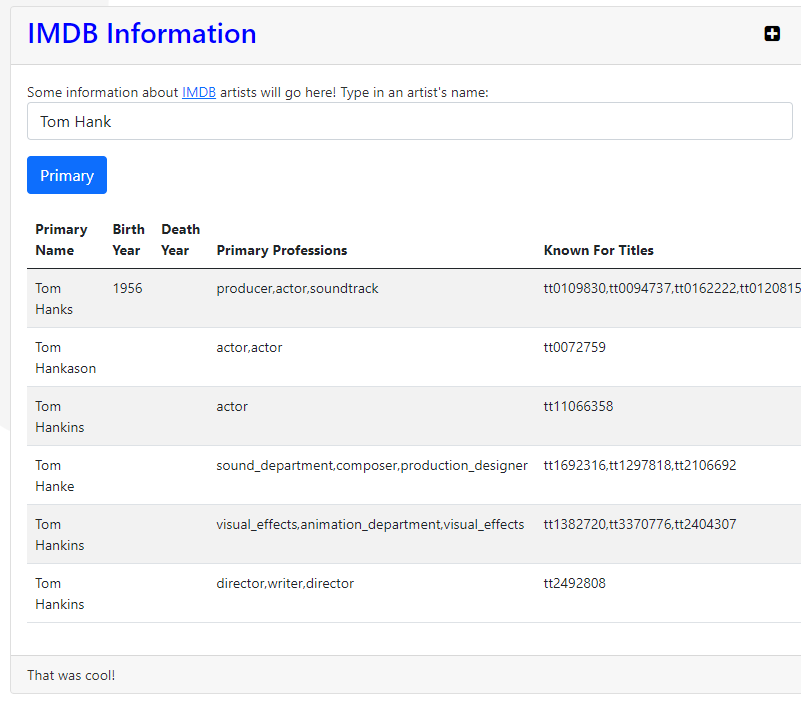 IMDB Information
Some information about IMDB artists will go here! Type in an artist's name:
Tom Hank
Primary
Primary Name Birth Year Death Year Primary Professions Known For Titles
Tom Hanks 1956 producer,actor,soundtrack tt0109830,tt0094737,tt0162222,tt0120815
Tom Hankason actor,actor tt0072759
Tom Hankins actor tt11066358
Tom Hanke sound_department,composer,production_designer tt1692316,tt1297818,tt2106692
Tom Hankins visual_effects,animation_department,visual_effects tt1382720,tt3370776,tt2404307
Tom Hankins director,writer,director tt2492808
That was cool!